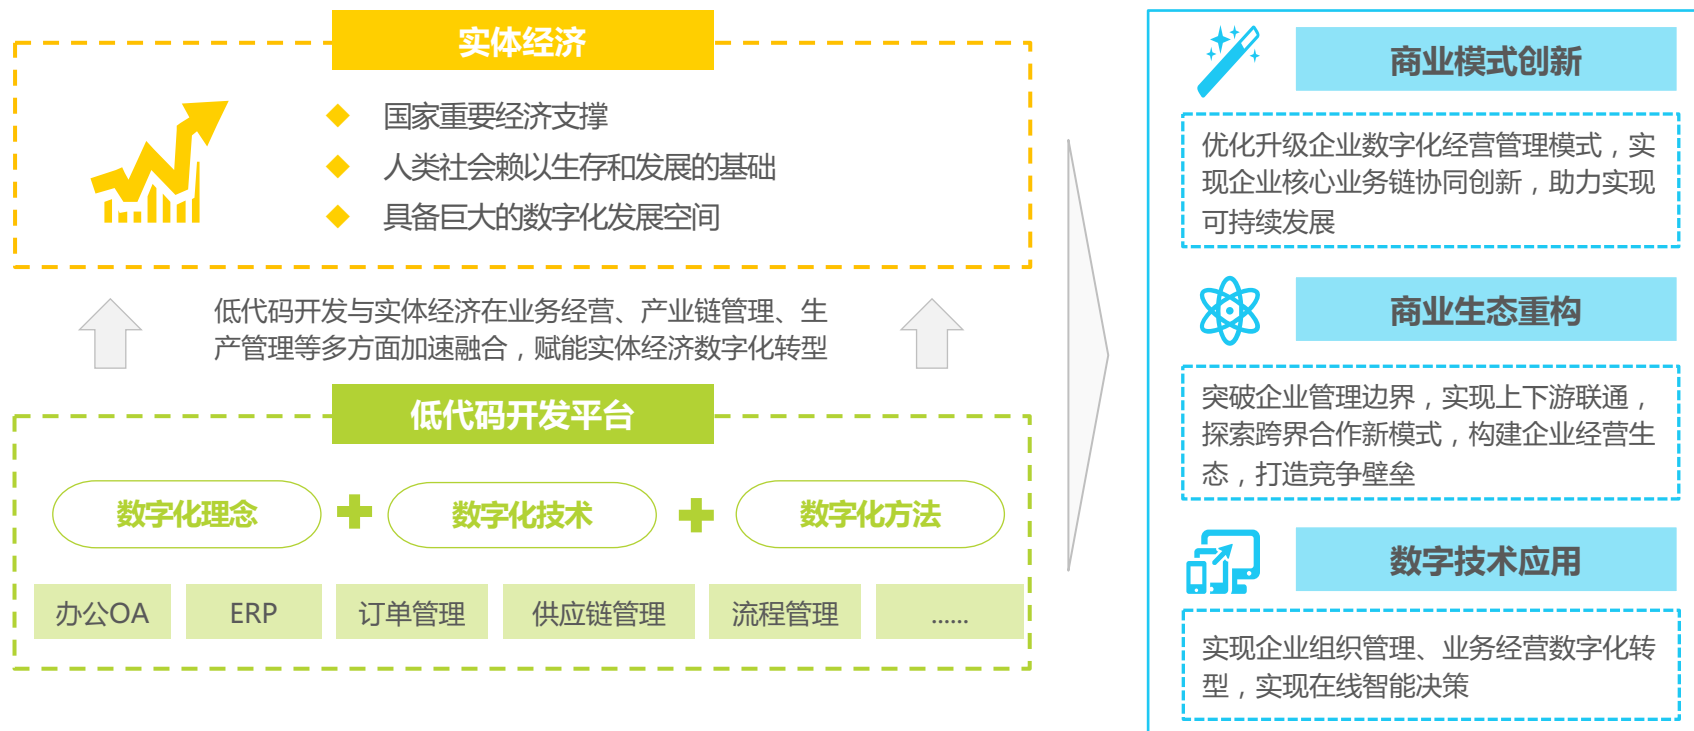 实体经济
国家重要经济支撑
人类社会赖以生存和发展的基础
具备巨大的数字化发展空间
低代码开发与实体经济在业务经营、产业链管理、生
产管理等多方面加速融合，赋能实体经济数字化转型
低代码开发平台
数字化理念
数字化技术
数字化方法
办公OA
ERP
订单管理
供应链管理
流程管理
......
商业模式创新
优化升级企业数字化经营管理模式，实
现企业核心业务链协同创新，助力实现
可持续发展
商业生态重构
突破企业管理边界，实现上下游联通，
探索跨界合作新模式，构建企业经营生
态，打造竞争壁垒
数字技术应用
实现企业组织管理、业务经营数字化转
型，实现在线智能决策